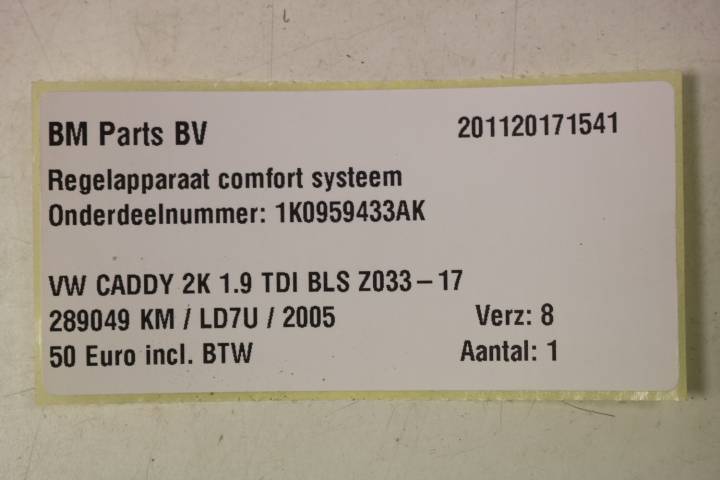 BM Parts BV 201120171541
Regelapparaat comfort systeem
Onderdeelnummer: 1K0959433AK
VW CADDY 2K 1.9 TDI BLS Z033-17
289049 KM / LD7U / 2005 Verz: 8
50 Euro incl. BTW Aantal: 1